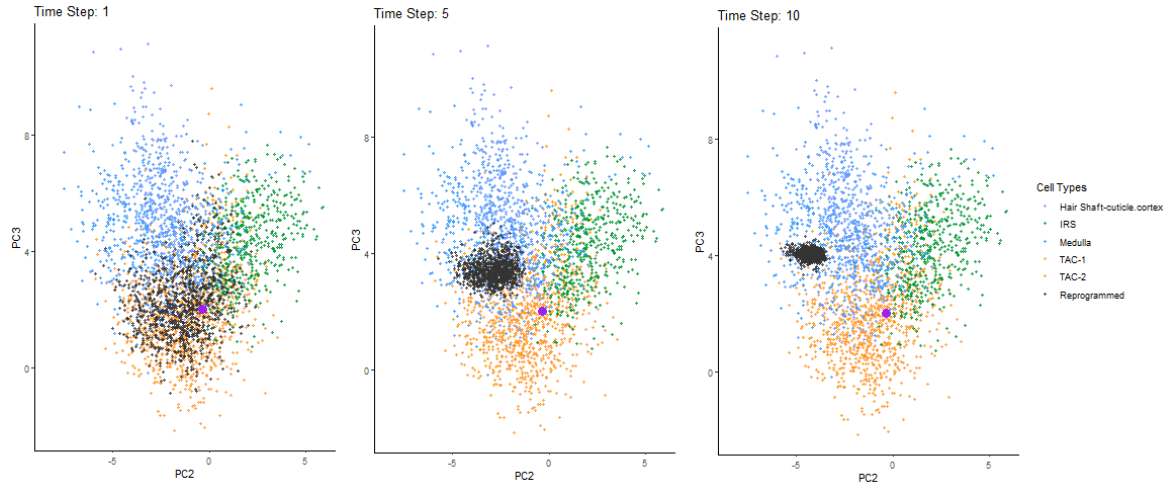 Time Step: 1
8
4
0
PC3
-5
0
5
PC2
Time Step: 5
8
4
0
PC3
-5
0
5
PC2
Time Step: 10
8
4
0
PC3
-5
0
5
PC2
Cell Types
Hair Shaft-cuticle.cortex
IRS
Medulla
TAC-1
TAC-2
Reprogrammed